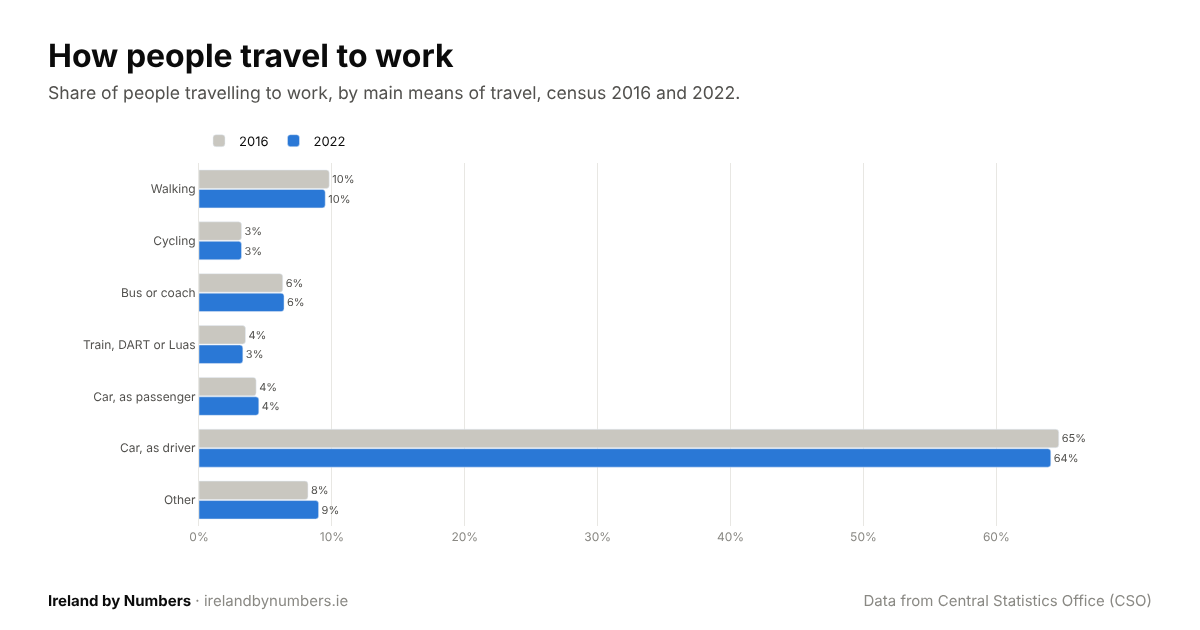 How people travel to work
Share of people travelling to work, by main means of travel, census 2016 and 2022.
2016 2022
Walking 10% 10%
Cycling 3% 3%
Bus or coach 6% 6%
Train, DART or Luas 4% 3%
Car, as passenger 4% 4%
Car, as driver 65% 64%
Other 8% 9%
0% 10% 20% 30% 40% 50% 60%
Ireland by Numbers · irelandbynumbers.ie
Data from Central Statistics Office (CSO)